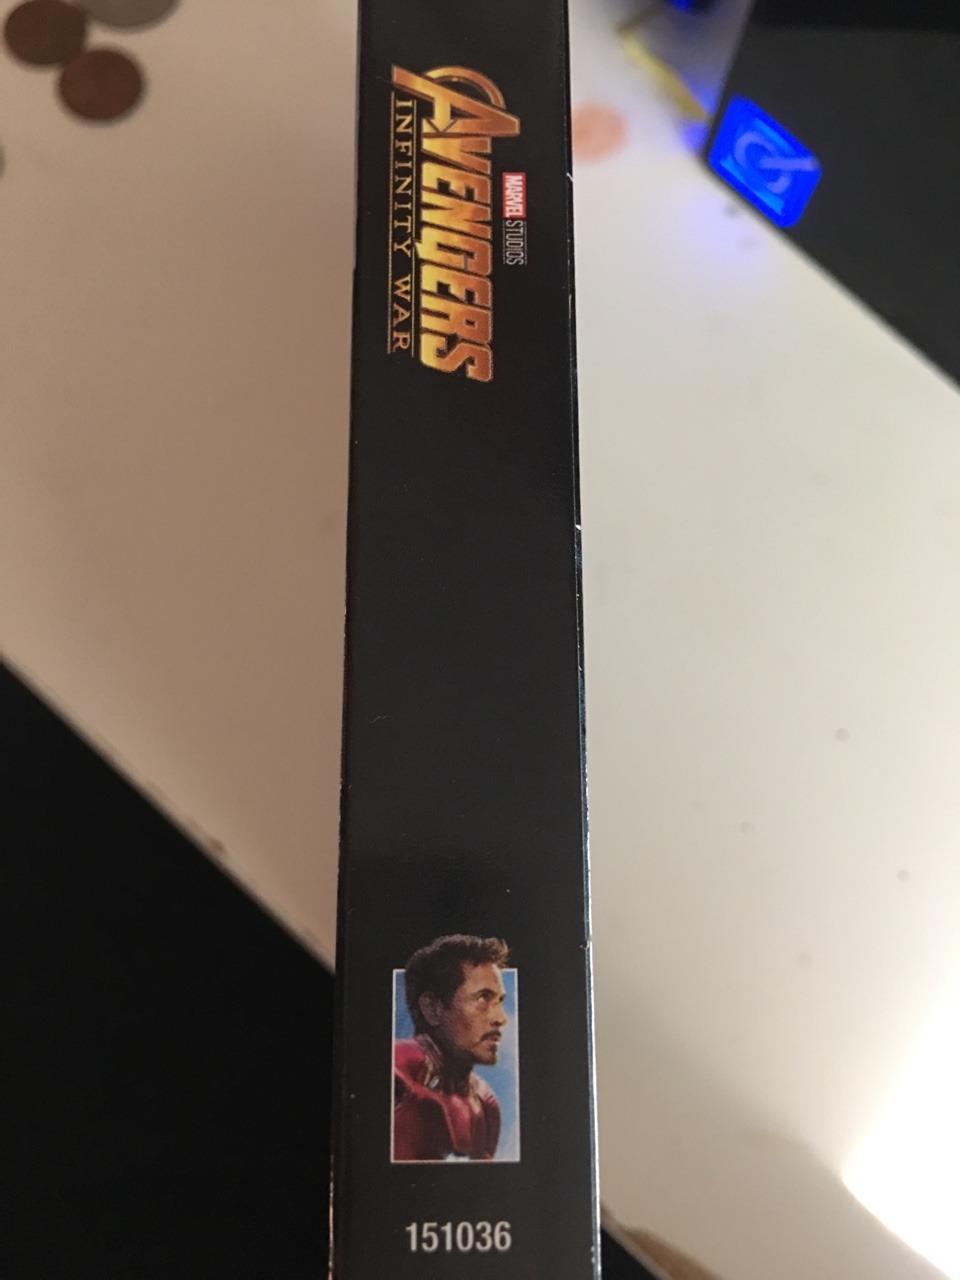 MARVEL STUDIOS
AVENGERS
INFINITY WAR
151036